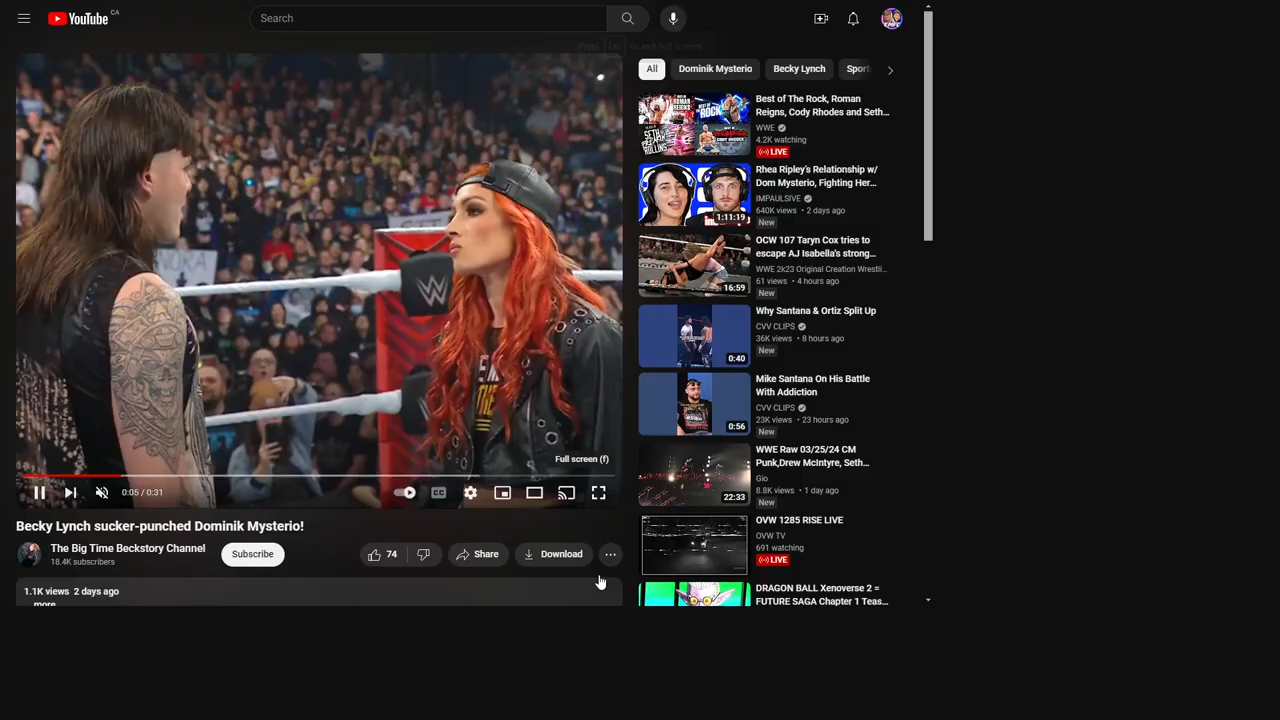 YouTube CA
Search
Press Esc to exit full screen
All
Dominik Mysterio
Becky Lynch
Sport
Best of The Rock, Roman
Reigns, Cody Rhodes and Seth...
WWE
4.2K watching
LIVE
Rhea Ripley's Relationship w/
Dom Mysterio, Fighting Her...
IMPAULSIVE
640K views • 2 days ago
New
1:11:19
OCW 107 Taryn Cox tries to
escape AJ Isabella's strong...
WWE 2k23 Original Creation Wrestli...
61 views • 4 hours ago
New
16:59
Why Santana & Ortiz Split Up
CVV CLIPS
36K views • 8 hours ago
New
0:40
Mike Santana On His Battle
With Addiction
CVV CLIPS
23K views • 23 hours ago
New
0:56
WWE Raw 03/25/24 CM
Punk,Drew McIntyre, Seth...
Gio
8.8K views • 1 day ago
New
22:33
OVW 1285 RISE LIVE
OVW TV
691 watching
LIVE
DRAGON BALL Xenoverse 2 =
FUTURE SAGA Chapter 1 Teas...
W
Full screen (f)
0:05 / 0:31
CC
Becky Lynch sucker-punched Dominik Mysterio!
The Big Time Beckstory Channel
18.4K subscribers
Subscribe
74
Share
Download
1.1K views 2 days ago
more